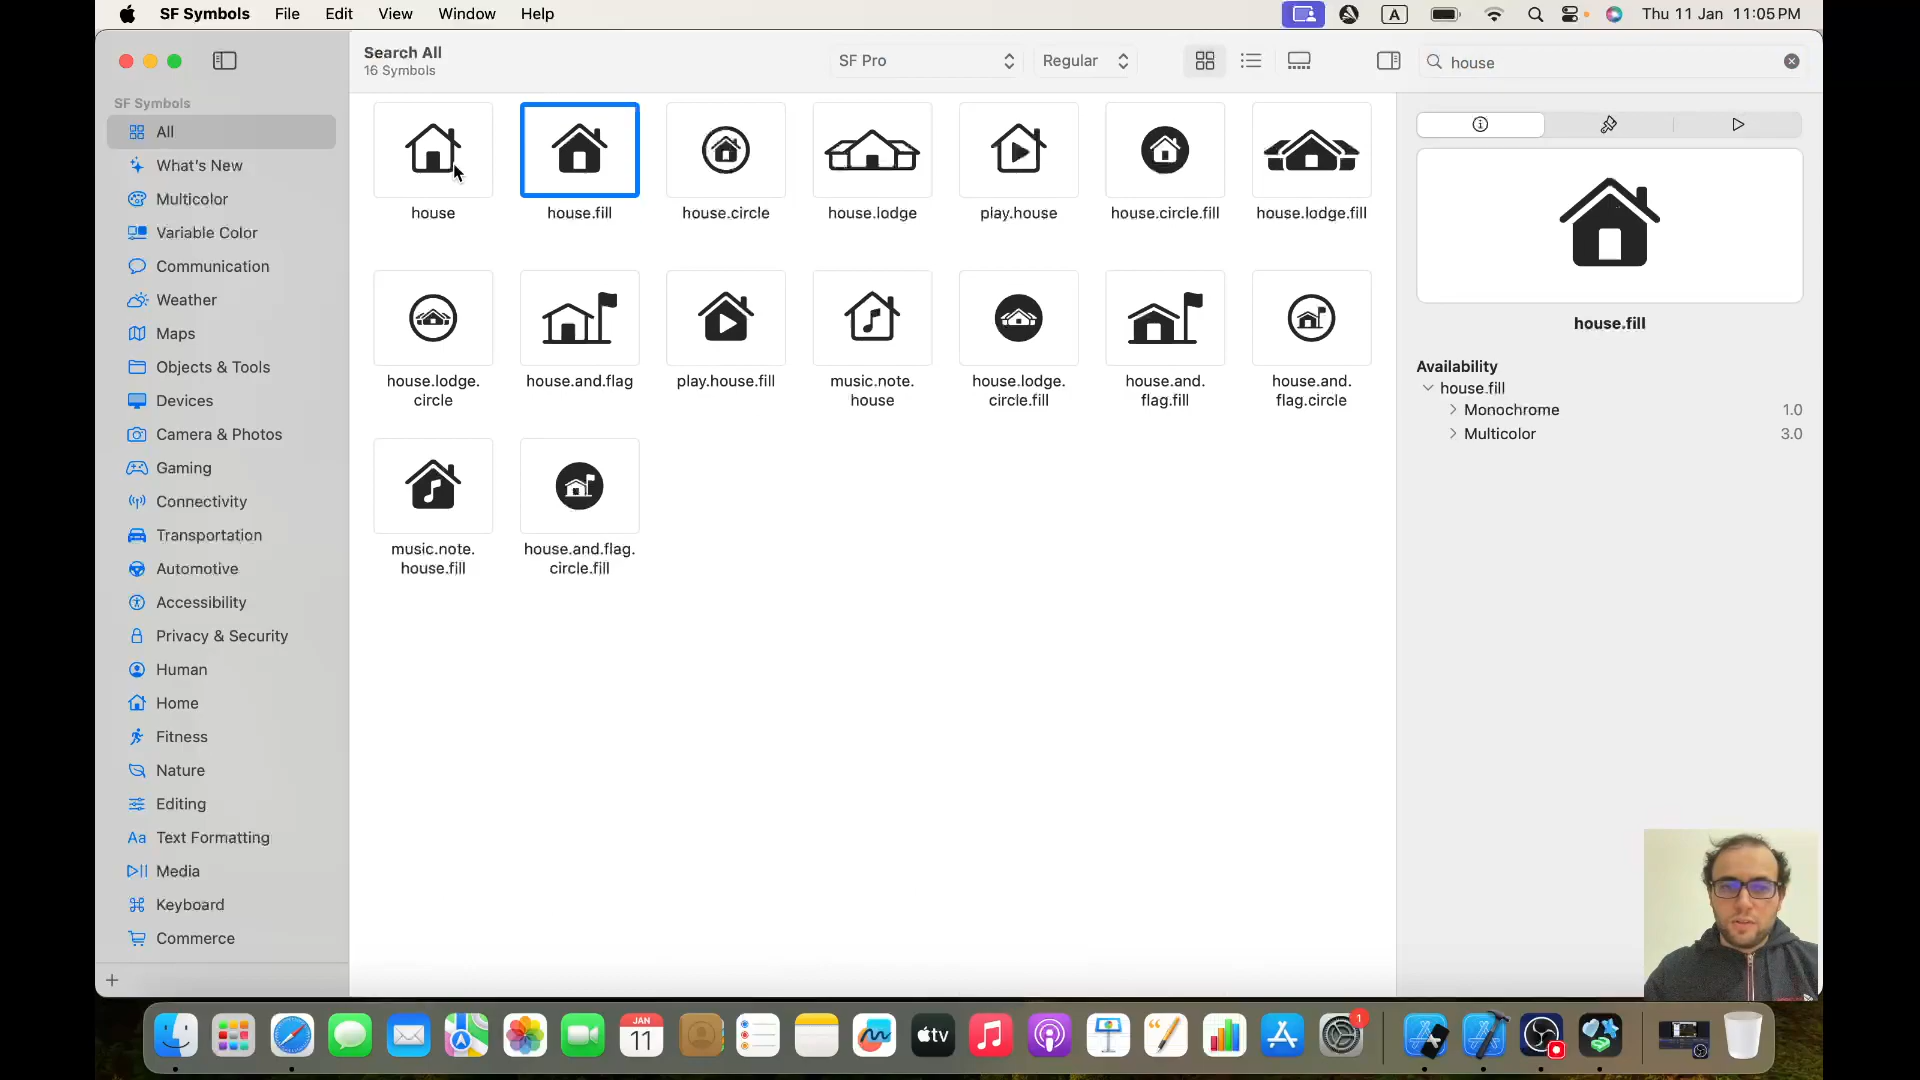 SF Symbols File Edit View Window Help
A
Thu 11 Jan 11:05 PM
Search All
16 Symbols
SF Pro
Regular
house
SF Symbols
All
What's New
Multicolor
Variable Color
Communication
Weather
Maps
Objects & Tools
Devices
Camera & Photos
Gaming
Connectivity
Transportation
Automotive
Accessibility
Privacy & Security
Human
Home
Fitness
Nature
Editing
Aa Text Formatting
Media
Keyboard
Commerce
house
house.fill
house.circle
house.lodge
play.house
house.circle.fill
house.lodge.fill
house.lodge.
circle
house.and.flag
play.house.fill
music.note.
house
house.lodge.
circle.fill
house.and.
flag.fill
house.and.
flag.circle
music.note.
house.fill
house.and.flag.
circle.fill
house.fill
Availability
house.fill
Monochrome 1.0
Multicolor 3.0
JAN
11
tv
1